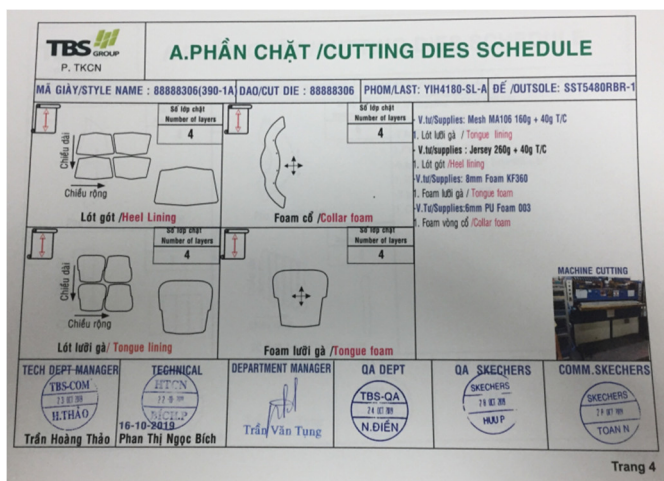 TBS GROUP
P. TKCN
A.PHẦN CHẶT /CUTTING DIES SCHEDULE
MÃ GIÀY/STYLE NAME : 88888306(390-1A) DAO/CUT DIE : 88888306 PHOM/LAST: YIH4180-SL-A ĐẾ /OUTSOLE: SST5480RBR-1
Số lớp chặt
Number of layers
4
Chiều dài
Chiều rộng
Lót gót /Heel Lining
Số lớp chặt
Number of layers
4
Foam cổ /Collar foam
- V.tư/Supplies: Mesh MA106 160g + 40g T/C
1. Lót lưỡi gà / Tongue lining
- V.tư/supplies : Jersey 260g + 40g T/C
1. Lót gót /Heel lining
-V.tư/Supplies: 8mm Foam KF360
1. Foam lưỡi gà / Tongue foam
-V.Tư/Supplies:6mm PU Foam 003
1. Foam vòng cổ /Collar foam
Số lớp chặt
Number of layers
4
Chiều dài
Chiều rộng
Lót lưỡi gà/ Tongue lining
Số lớp chặt
Number of layers
4
Foam lưỡi gà /Tongue foam
MACHINE CUTTING
TECH DEPT MANAGER
TBS-COM
H.THẢO
Trần Hoàng Thảo
TECHNICAL
HTCN
BÍCH.P
16-10-2019
Phan Thị Ngọc Bích
DEPARTMENT MANAGER
Trần Văn Tụng
QA DEPT
TBS-QA
N.ĐIỀN
QA SKECHERS
SKECHERS
HUU P
COMM.SKECHERS
SKECHERS
TOAN N
Trang 4